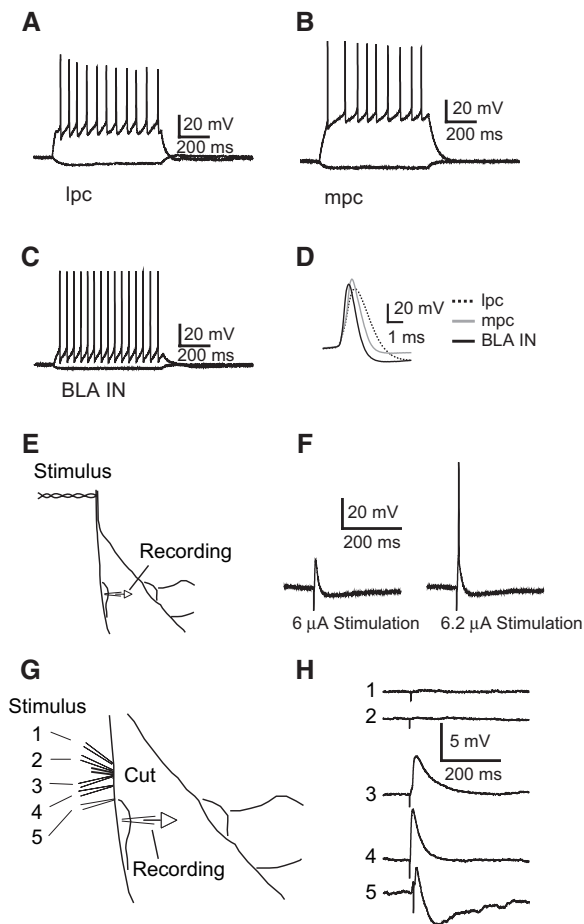 A
20 mV
200 ms
lpc
B
20 mV
200 ms
mpc
C
20 mV
200 ms
BLA IN
D
20 mV
1 ms
lpc
mpc
BLA IN
E
Stimulus
Recording
F
20 mV
200 ms
6 μA Stimulation
6.2 μA Stimulation
G
Stimulus
1
2
3
4
5
Cut
Recording
H
1
2
5 mV
200 ms
3
4
5